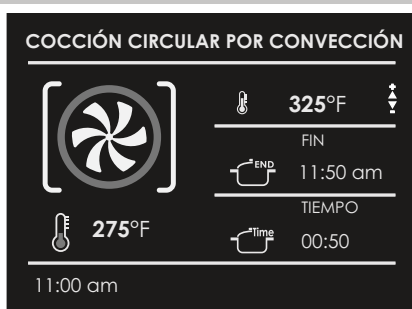 COCCIÓN CIRCULAR POR CONVECCIÓN
325°F
FIN
END
11:50 am
TIEMPO
275°F
Time
00:50
11:00 am